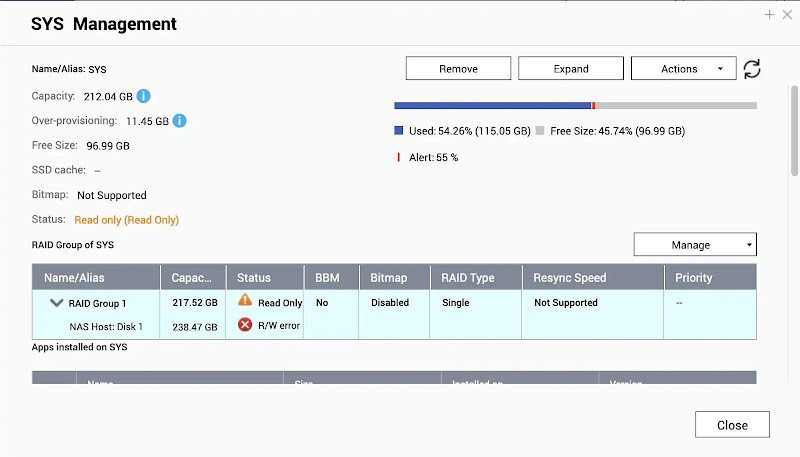 SYS Management
Name/Alias: SYS
Remove
Expand
Actions
Capacity: 212.04 GB
Over-provisioning: 11.45 GB
Used: 54.26% (115.05 GB)
Free Size: 45.74% (96.99 GB)
Free Size: 96.99 GB
Alert: 55 %
SSD cache: --
Bitmap: Not Supported
Status: Read only (Read Only)
RAID Group of SYS
Manage
Name/Alias Capac... Status BBM Bitmap RAID Type Resync Speed Priority
RAID Group 1 217.52 GB Read Only No Disabled Single Not Supported --
NAS Host: Disk 1 238.47 GB R/W error
Apps installed on SYS
Name Size Installed on Version
Close